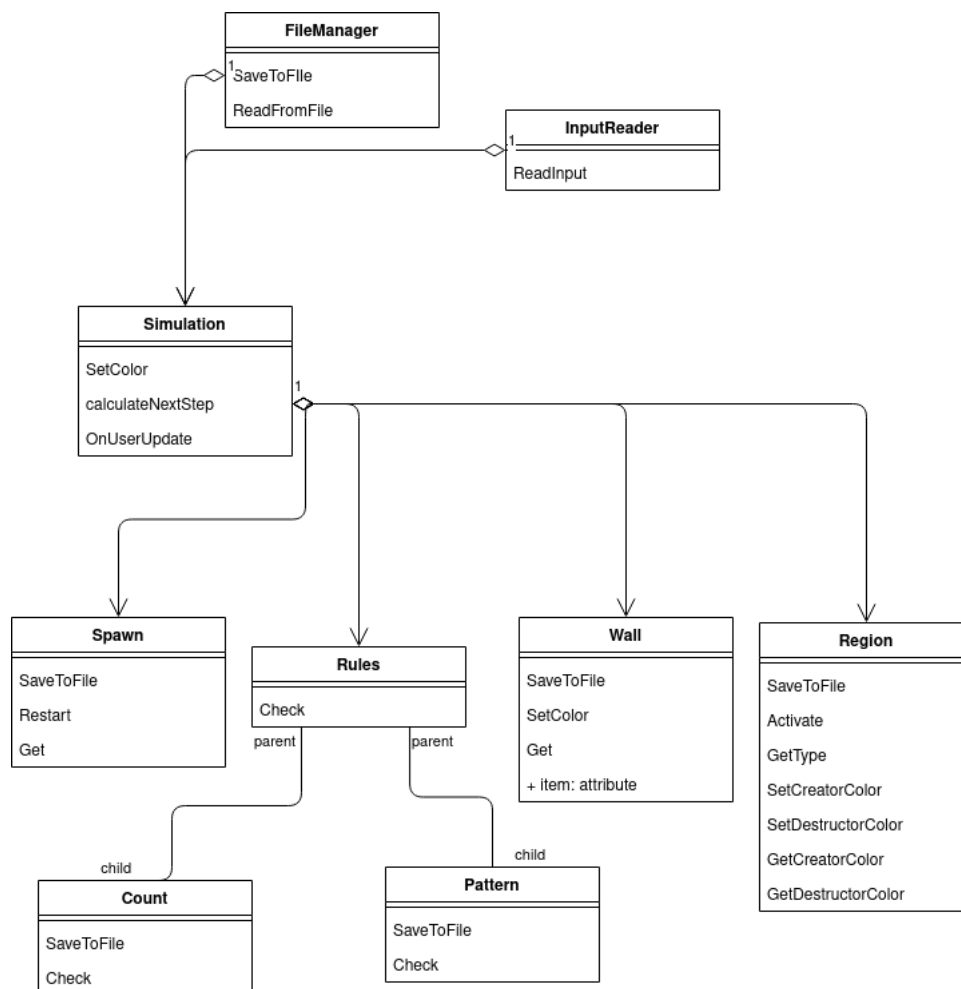 FileManager
1
SaveToFIle
ReadFromFile
InputReader
1
ReadInput
Simulation
SetColor
calculateNextStep
OnUserUpdate
1
Spawn
SaveToFile
Restart
Get
Rules
Check
parent
parent
Wall
SaveToFile
SetColor
Get
+ item: attribute
Region
SaveToFile
Activate
GetType
SetCreatorColor
SetDestructorColor
GetCreatorColor
GetDestructorColor
child
Count
SaveToFile
Check
child
Pattern
SaveToFile
Check